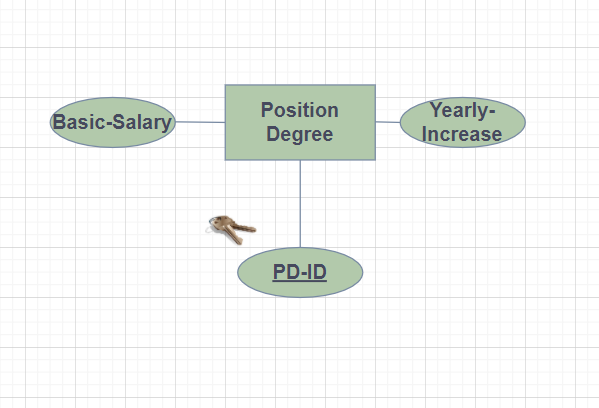 Position
Degree
Basic-Salary
Yearly-
Increase
PD-ID